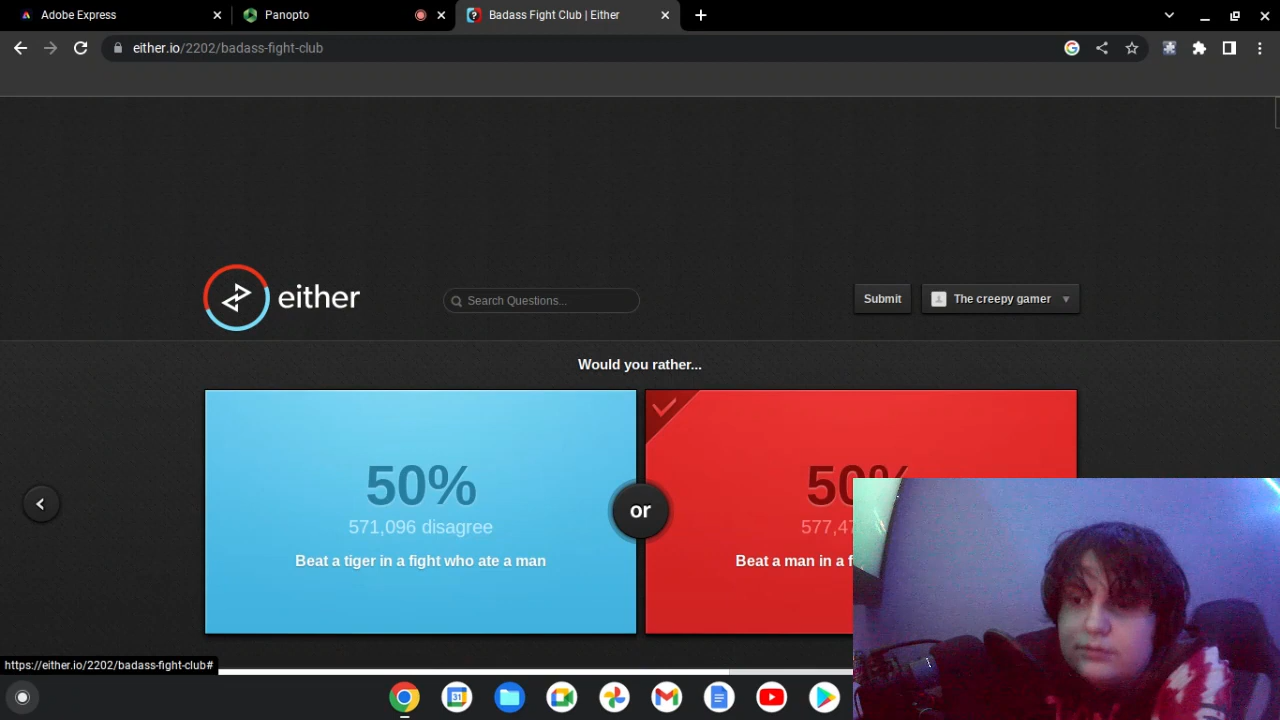 Adobe Express
Panopto
Badass Fight Club | Either
either.io/2202/badass-fight-club
either
Search Questions...
Submit
The creepy gamer
Would you rather...
50%
571,096 disagree
Beat a tiger in a fight who ate a man
or
Beat a man in a
https://either.io/2202/badass-fight-club#
31